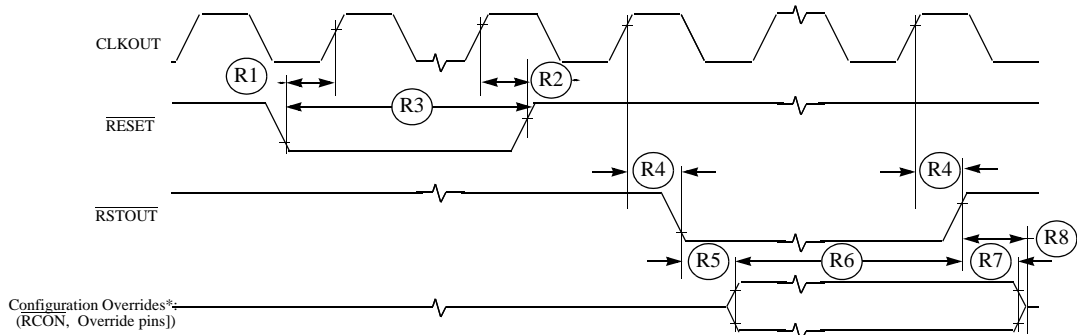 CLKOUT
R1
R2
R3
RESET
R4
R4
RSTOUT
R8
R5
R6
R7
Configuration Overrides*:
(RCON, Override pins])